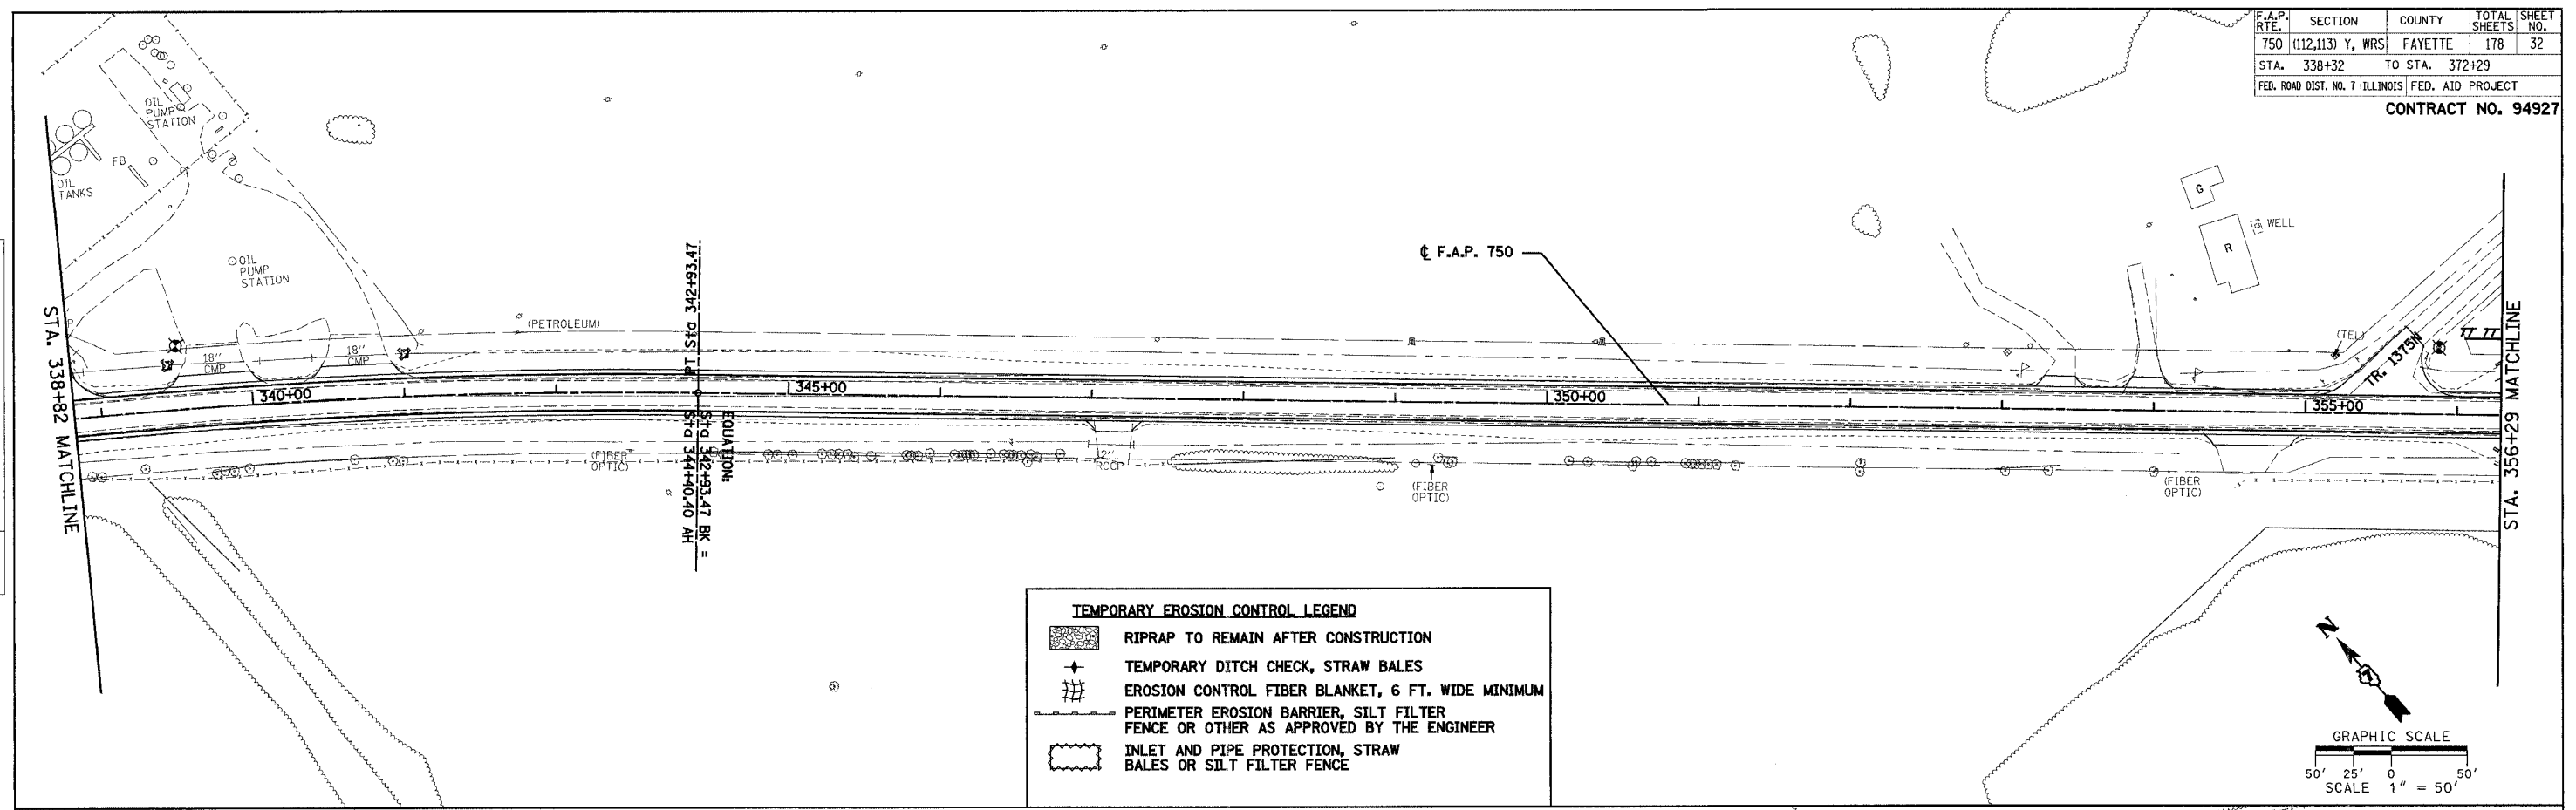 F.A.P. RTE. SECTION COUNTY TOTAL SHEETS SHEET NO.
750 (112,113) Y, WRS FAYETTE 178 32
STA. 338+32 TO STA. 372+29
FED. ROAD DIST. NO. 7 ILLINOIS FED. AID PROJECT
CONTRACT NO. 94927
OIL
PUMP
STATION
FB
OIL
TANKS
OIL
PUMP
STATION
G
R
WELL
℄ F.A.P. 750
STA. 338+82 MATCHLINE
(PETROLEUM)
18"
CMP
18"
CMP
PT Sta 342+93.47
EQUATION:
Sta 342+93.47 BK =
Sta 344+40.40 AH
340+00
345+00
350+00
355+00
(TEL)
TR. 1375N
STA. 356+29 MATCHLINE
(FIBER
OPTIC)
RCCP
(FIBER
OPTIC)
(FIBER
OPTIC)
TEMPORARY EROSION CONTROL LEGEND
RIPRAP TO REMAIN AFTER CONSTRUCTION
TEMPORARY DITCH CHECK, STRAW BALES
EROSION CONTROL FIBER BLANKET, 6 FT. WIDE MINIMUM
PERIMETER EROSION BARRIER, SILT FILTER
FENCE OR OTHER AS APPROVED BY THE ENGINEER
INLET AND PIPE PROTECTION, STRAW
BALES OR SILT FILTER FENCE
N
7
GRAPHIC SCALE
50' 25' 0 50'
SCALE 1" = 50'